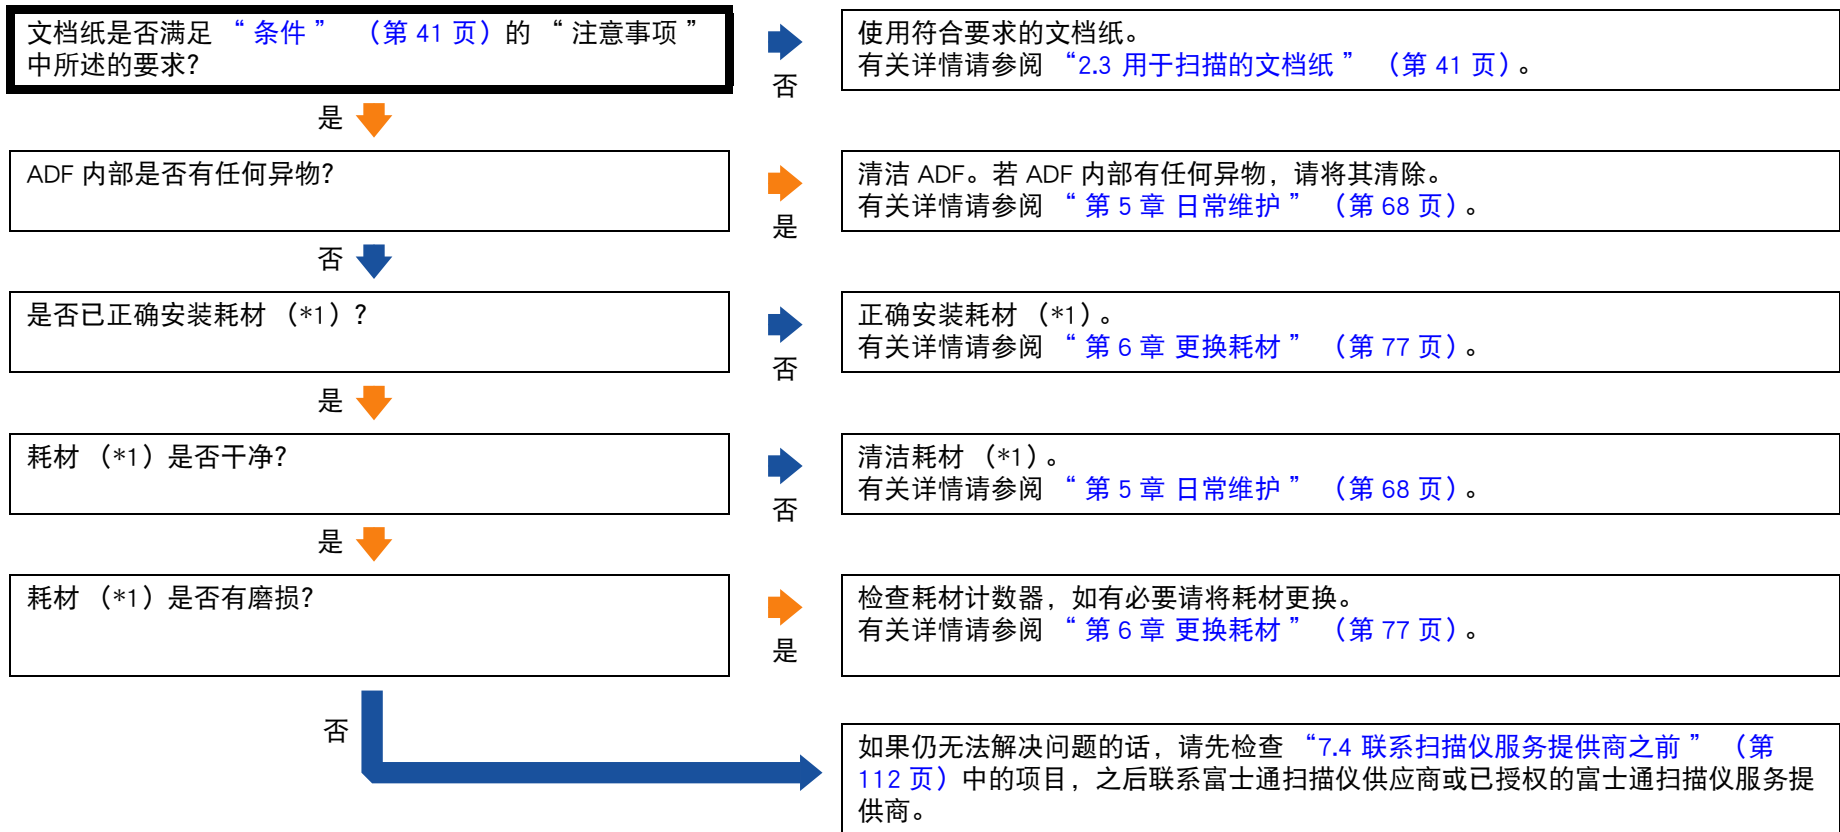 文档纸是否满足 “ 条件 ” （第 41 页）的 “ 注意事项 ”
中所述的要求?
否
使用符合要求的文档纸。
有关详情请参阅 “2.3 用于扫描的文档纸 ” （第 41 页）。
是
ADF 内部是否有任何异物?
是
清洁 ADF。若 ADF 内部有任何异物，请将其清除。
有关详情请参阅 “ 第 5 章 日常维护 ” （第 68 页）。
否
是否已正确安装耗材 （*1）?
否
正确安装耗材 （*1）。
有关详情请参阅 “ 第 6 章 更换耗材 ” （第 77 页）。
是
耗材 （*1）是否干净?
否
清洁耗材 （*1）。
有关详情请参阅 “ 第 5 章 日常维护 ” （第 68 页）。
是
耗材 （*1）是否有磨损?
是
检查耗材计数器，如有必要请将耗材更换。
有关详情请参阅 “ 第 6 章 更换耗材 ” （第 77 页）。
否
如果仍无法解决问题的话，请先检查 “7.4 联系扫描仪服务提供商之前 ” （第
112 页）中的项目，之后联系富士通扫描仪供应商或已授权的富士通扫描仪服务提
供商。